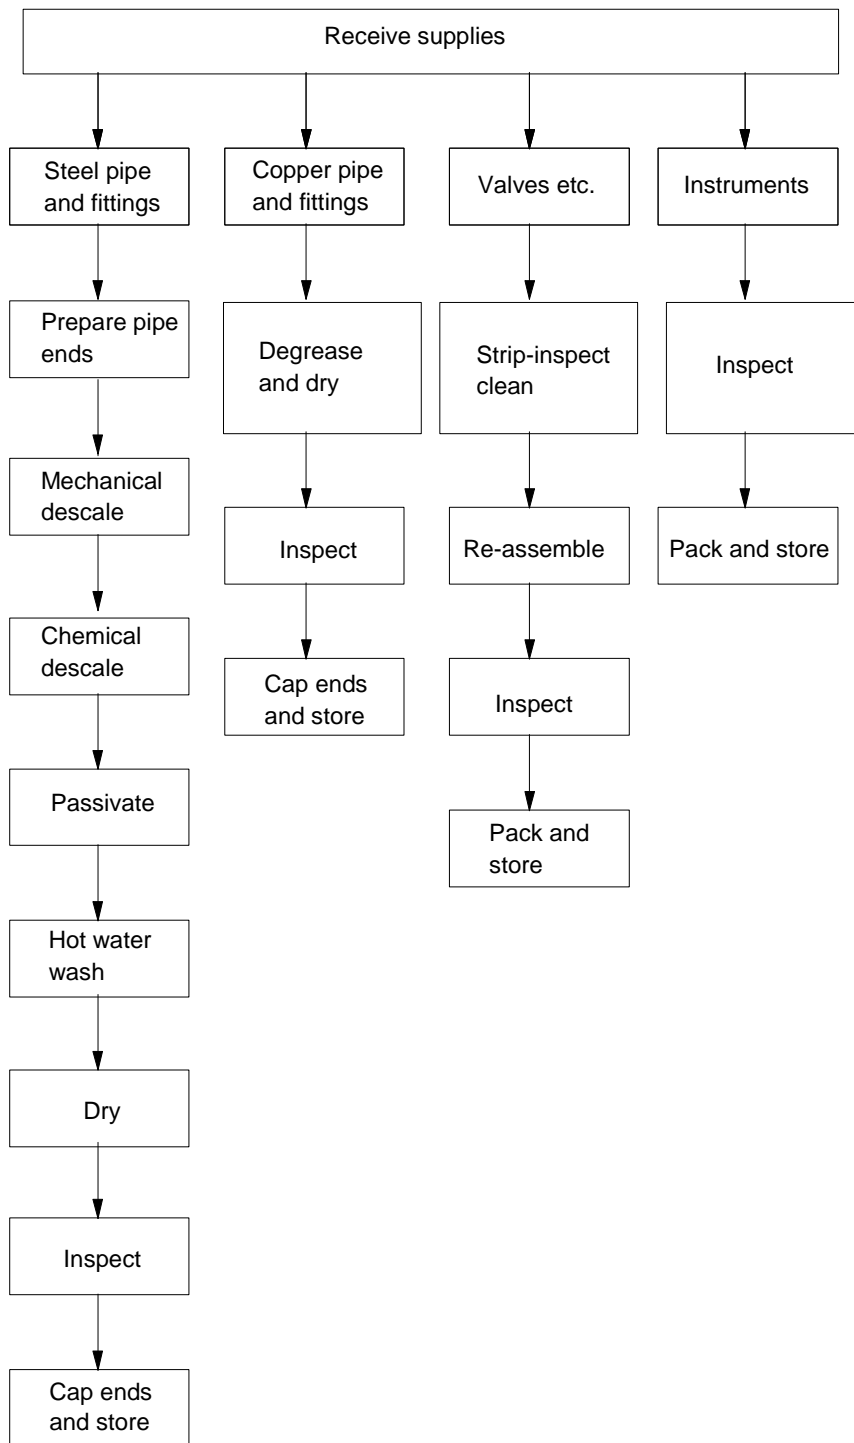 Receive supplies
Steel pipe
and fittings
Copper pipe
and fittings
Valves etc.
Instruments
Prepare pipe
ends
Degrease
and dry
Strip-inspect
clean
Inspect
Mechanical
descale
Inspect
Re-assemble
Pack and store
Chemical
descale
Cap ends
and store
Inspect
Passivate
Pack and
store
Hot water
wash
Dry
Inspect
Cap ends
and store